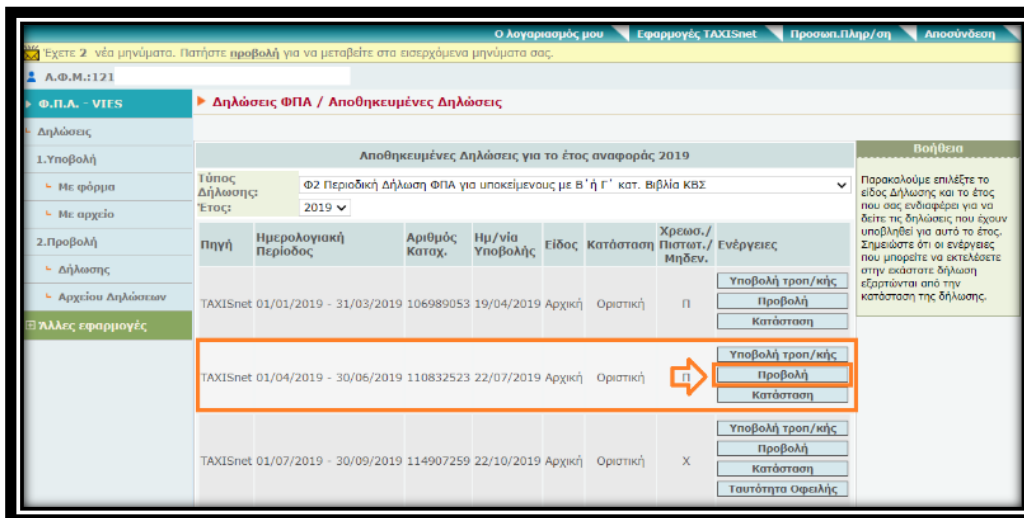 Ο λογαριασμός μου Εφαρμογές TAXISnet Προσωπ.Πληρ/ση Αποσύνδεση
Έχετε 2 νέα μηνύματα. Πατήστε προβολή για να μεταβείτε στα εισερχόμενα μηνύματα σας.
Α.Φ.Μ.:121
Φ.Π.Α. - VIES
Δηλώσεις
1.Υποβολή
Με φόρμα
Με αρχείο
2.Προβολή
Δήλωσης
Αρχείου Δηλώσεων
Άλλες εφαρμογές
Δηλώσεις ΦΠΑ / Αποθηκευμένες Δηλώσεις
Αποθηκευμένες Δηλώσεις για το έτος αναφοράς 2019
Τύπος Δήλωσης: Φ2 Περιοδική Δήλωση ΦΠΑ για υποκείμενους με Β΄ή Γ΄ κατ. Βιβλία ΚΒΣ
Έτος: 2019
Πηγή Ημερολογιακή Περίοδος Αριθμός Καταχ. Ημ/νία Υποβολής Είδος Κατάσταση Χρεωσ./ Πιστωτ./ Μηδεν. Ενέργειες
TAXISnet 01/01/2019 - 31/03/2019 106989053 19/04/2019 Αρχική Οριστική Π
Υποβολή τροπ/κής
Προβολή
Κατάσταση
TAXISnet 01/04/2019 - 30/06/2019 110832523 22/07/2019 Αρχική Οριστική Π
Υποβολή τροπ/κής
Προβολή
Κατάσταση
TAXISnet 01/07/2019 - 30/09/2019 114907259 22/10/2019 Αρχική Οριστική Χ
Υποβολή τροπ/κής
Προβολή
Κατάσταση
Ταυτότητα Οφειλής
Βοήθεια
Παρακαλούμε επιλέξτε το
είδος Δήλωσης και το έτος
που σας ενδιαφέρει για να
δείτε τις δηλώσεις που έχουν
υποβληθεί για αυτό το έτος.
Σημειώστε ότι οι ενέργειες
που μπορείτε να εκτελέσετε
στην εκάστοτε δήλωση
εξαρτώνται από την
κατάσταση της δήλωσης.